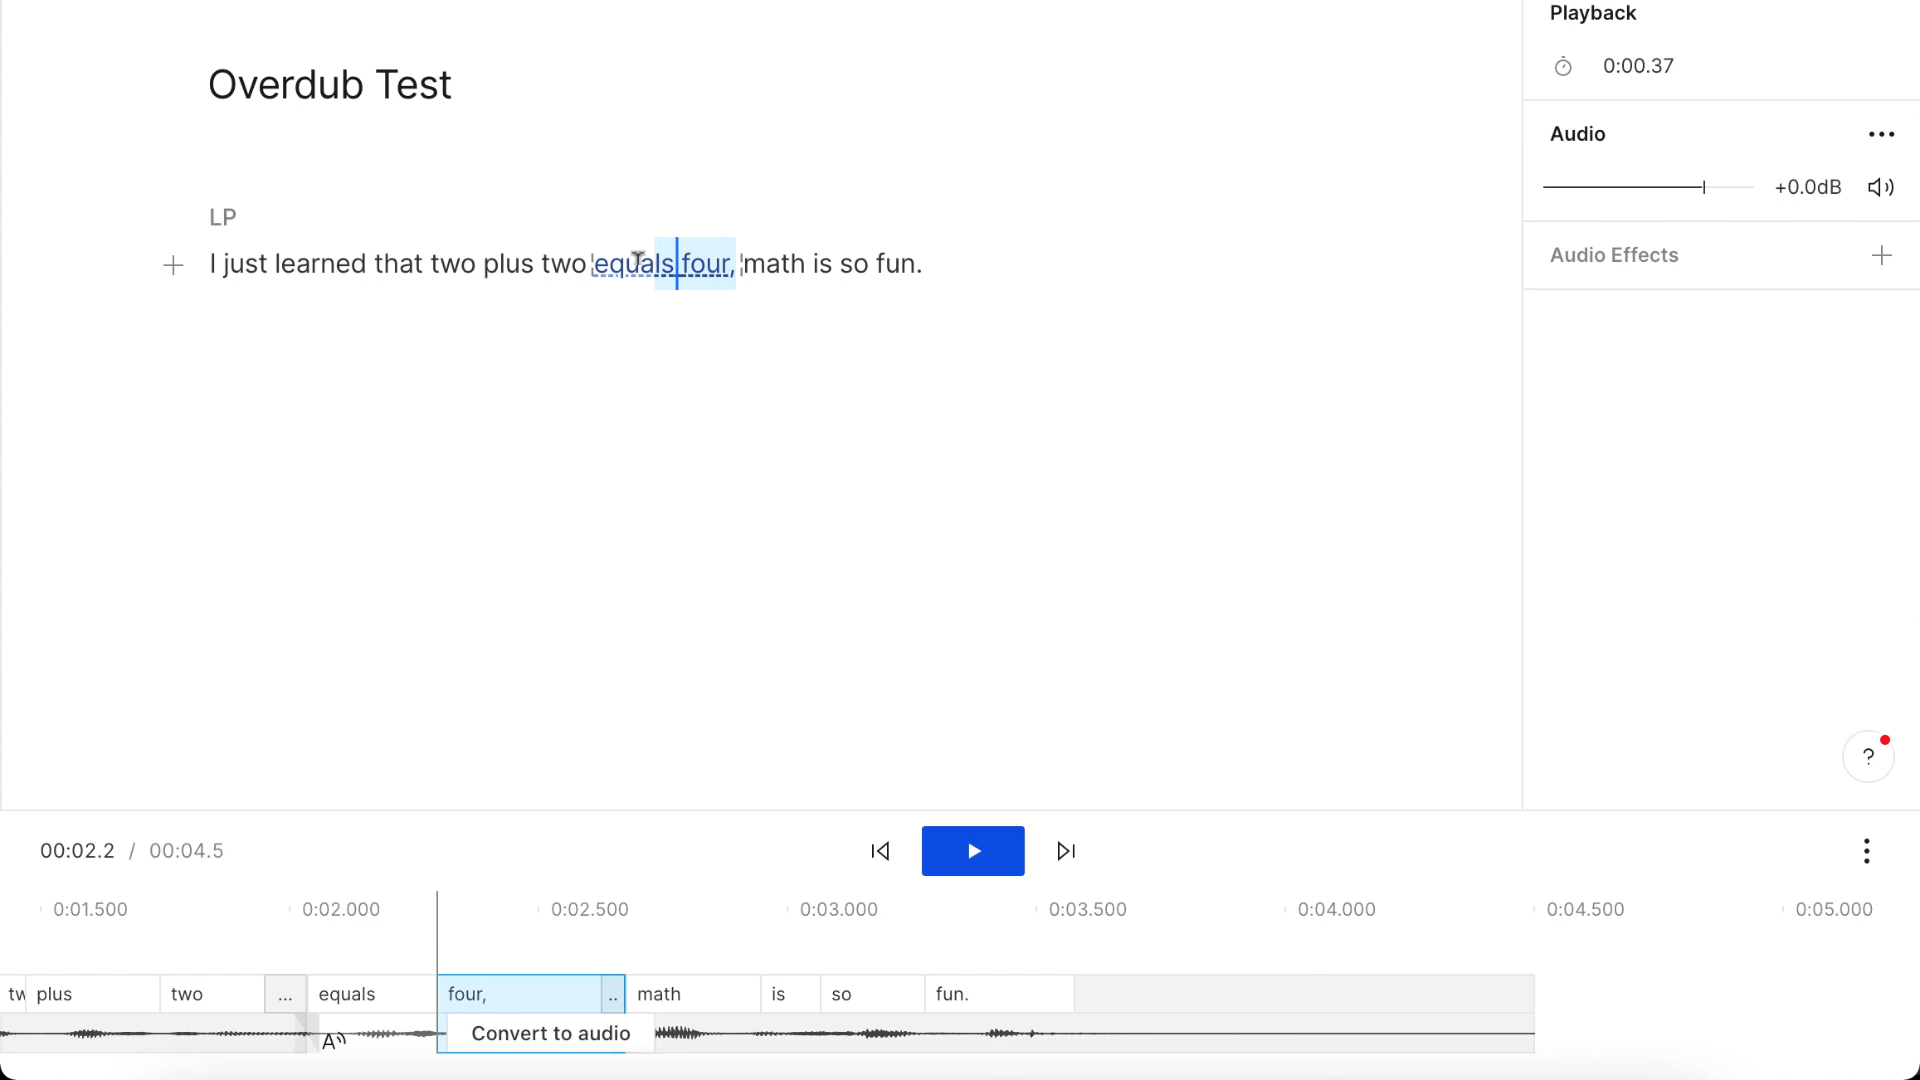 Playback
0:00.37
Overdub Test
Audio
+0.0dB
LP
I just learned that two plus two equals four, math is so fun.
Audio Effects
?
00:02.2 / 00:04.5
0:01.500 0:02.000 0:02.500 0:03.000 0:03.500 0:04.000 0:04.500 0:05.000
tw plus two ... equals four, .. math is so fun.
A Convert to audio